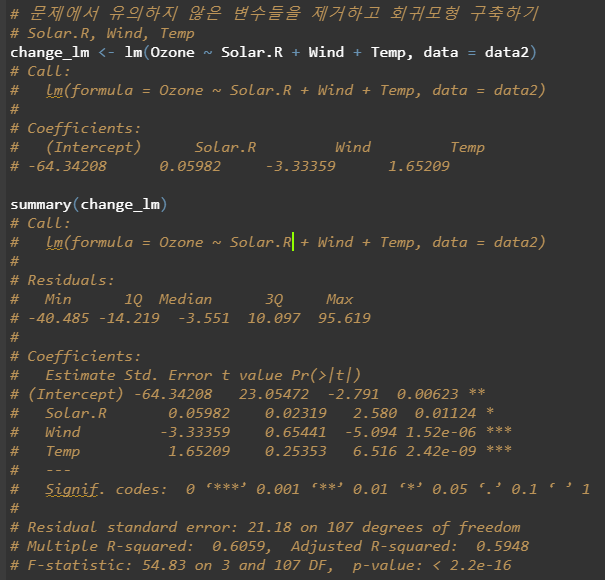 # 문제에서 유의하지 않은 변수들을 제거하고 회귀모형 구축하기
# Solar.R, Wind, Temp
change_lm <- lm(Ozone ~ Solar.R + Wind + Temp, data = data2)
# Call:
#   lm(formula = Ozone ~ Solar.R + Wind + Temp, data = data2)
#
# Coefficients:
#   (Intercept)      Solar.R         Wind         Temp
# -64.34208      0.05982     -3.33359      1.65209

summary(change_lm)
# Call:
#   lm(formula = Ozone ~ Solar.R + Wind + Temp, data = data2)
#
# Residuals:
#   Min      1Q  Median      3Q     Max
# -40.485 -14.219  -3.551  10.097  95.619
#
# Coefficients:
#   Estimate Std. Error t value Pr(>|t|)
# (Intercept) -64.34208   23.05472  -2.791  0.00623 **
#   Solar.R       0.05982    0.02319   2.580  0.01124 *
#   Wind         -3.33359    0.65441  -5.094 1.52e-06 ***
#   Temp          1.65209    0.25353   6.516 2.42e-09 ***
#   ---
#   Signif. codes:  0 ‘***’ 0.001 ‘**’ 0.01 ‘*’ 0.05 ‘.’ 0.1 ‘ ’ 1
#
# Residual standard error: 21.18 on 107 degrees of freedom
# Multiple R-squared:  0.6059,  Adjusted R-squared:  0.5948
# F-statistic: 54.83 on 3 and 107 DF,  p-value: < 2.2e-16